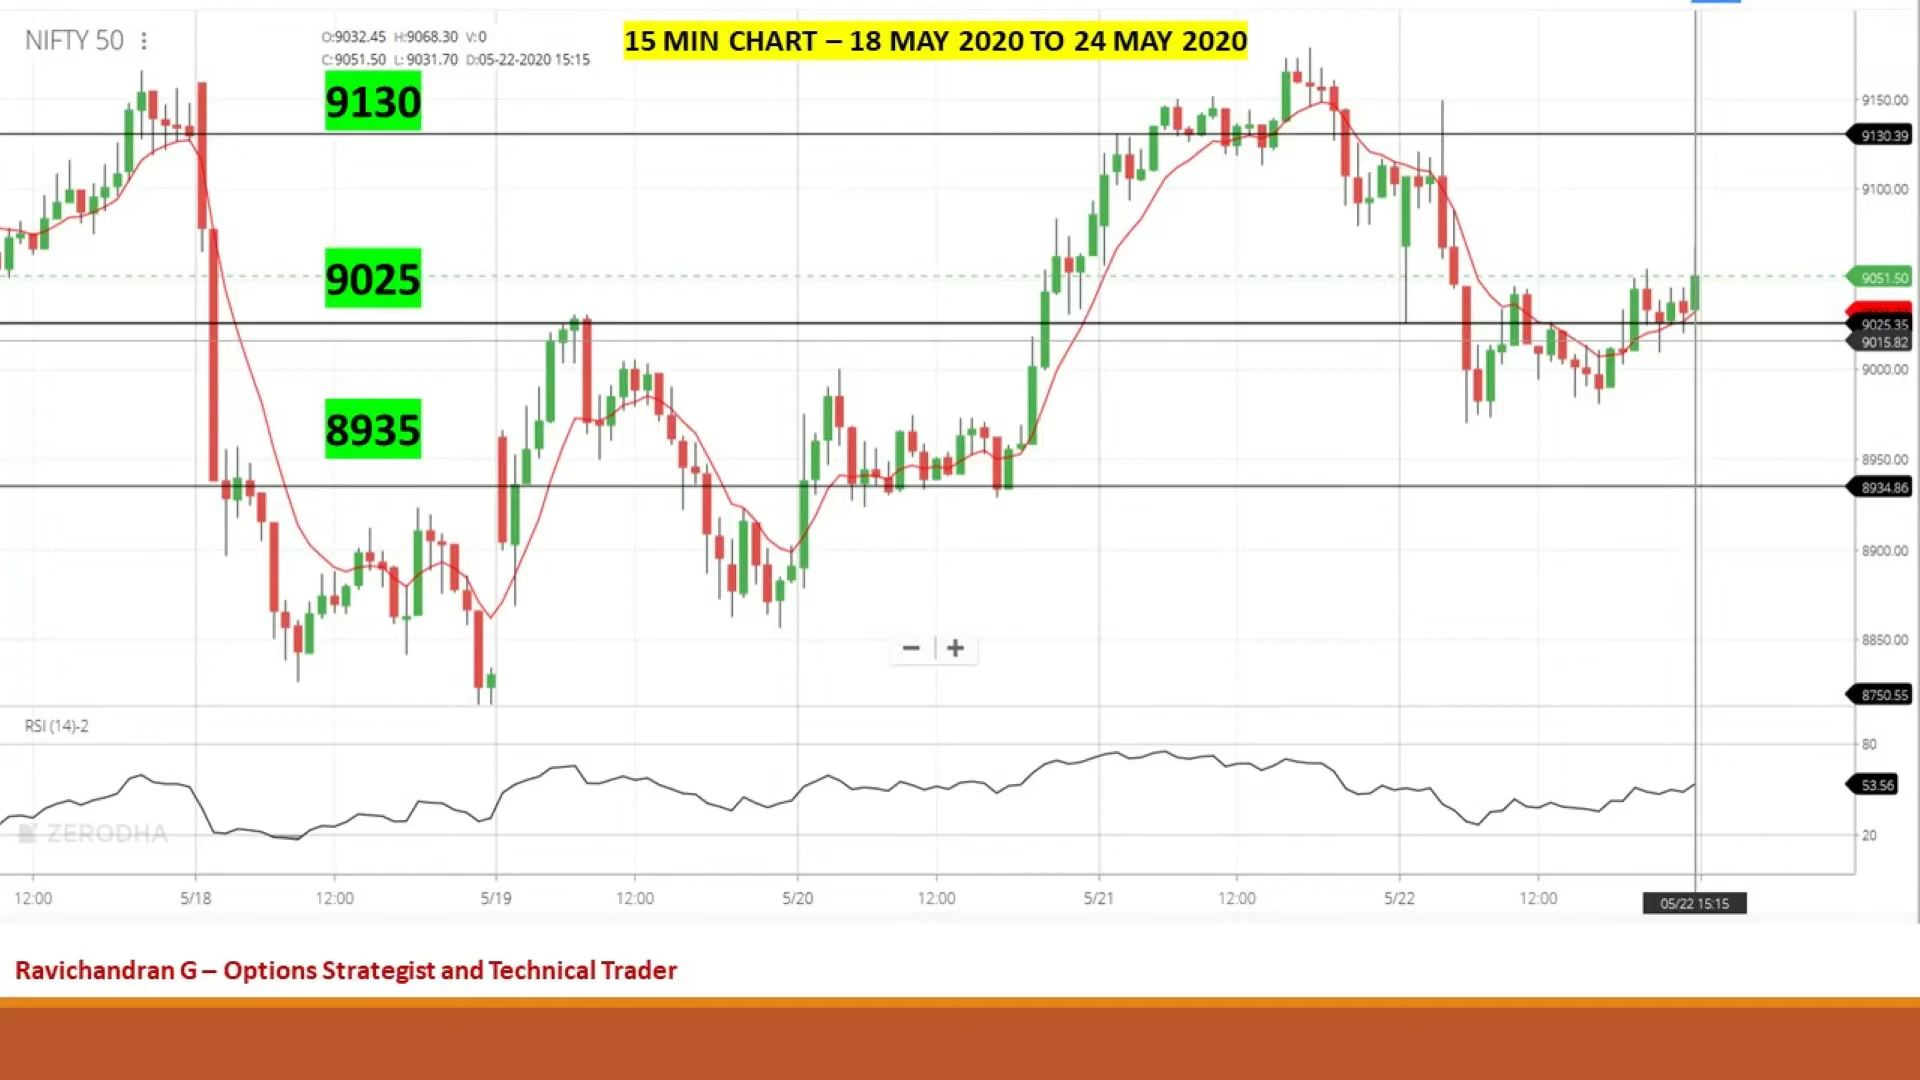 NIFTY 50
O:9032.45 H:9068.30 V:0
C:9051.50 L:9031.70 D:05-22-2020 15:15
15 MIN CHART – 18 MAY 2020 TO 24 MAY 2020
9130
9025
8935
9150.00
9130.39
9100.00
9051.50
9025.35
9015.82
9000.00
8950.00
8934.86
8900.00
8850.00
8750.55
RSI (14)-2
80
53.56
20
ZERODHA
12:00 5/18 12:00 5/19 12:00 5/20 12:00 5/21 12:00 5/22 12:00 05/22 15:15
Ravichandran G – Options Strategist and Technical Trader